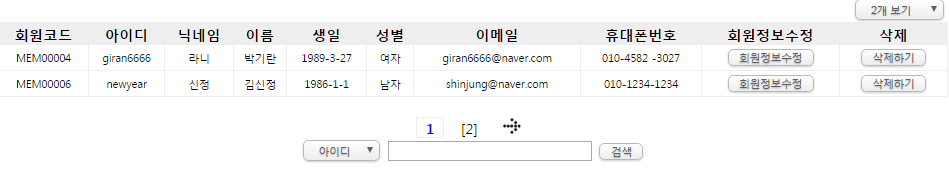 2개 보기
회원코드 아이디 닉네임 이름 생일 성별 이메일 휴대폰번호 회원정보수정 삭제
MEM00004 giran6666 라니 박기란 1989-3-27 여자 giran6666@naver.com 010-4582 -3027 회원정보수정 삭제하기
MEM00006 newyear 신정 김신정 1986-1-1 남자 shinjung@naver.com 010-1234-1234 회원정보수정 삭제하기
1 [2]
아이디 검색